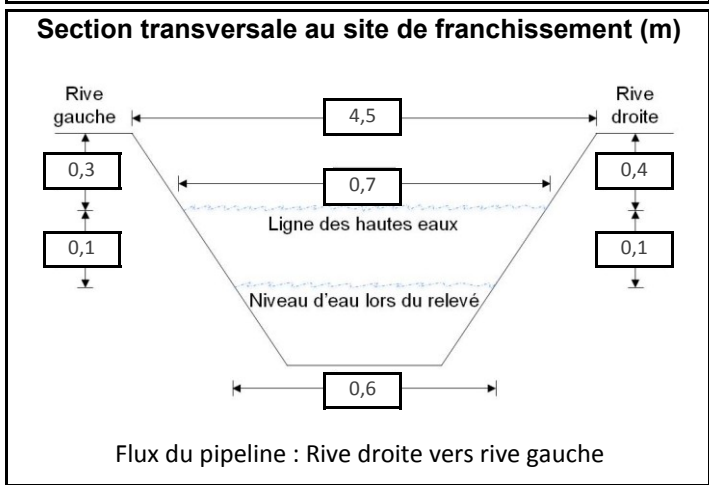 Section transversale au site de franchissement (m)
Rive gauche
Rive droite
4,5
0,3
0,4
0,7
Ligne des hautes eaux
0,1
0,1
Niveau d'eau lors du relevé
0,6
Flux du pipeline : Rive droite vers rive gauche